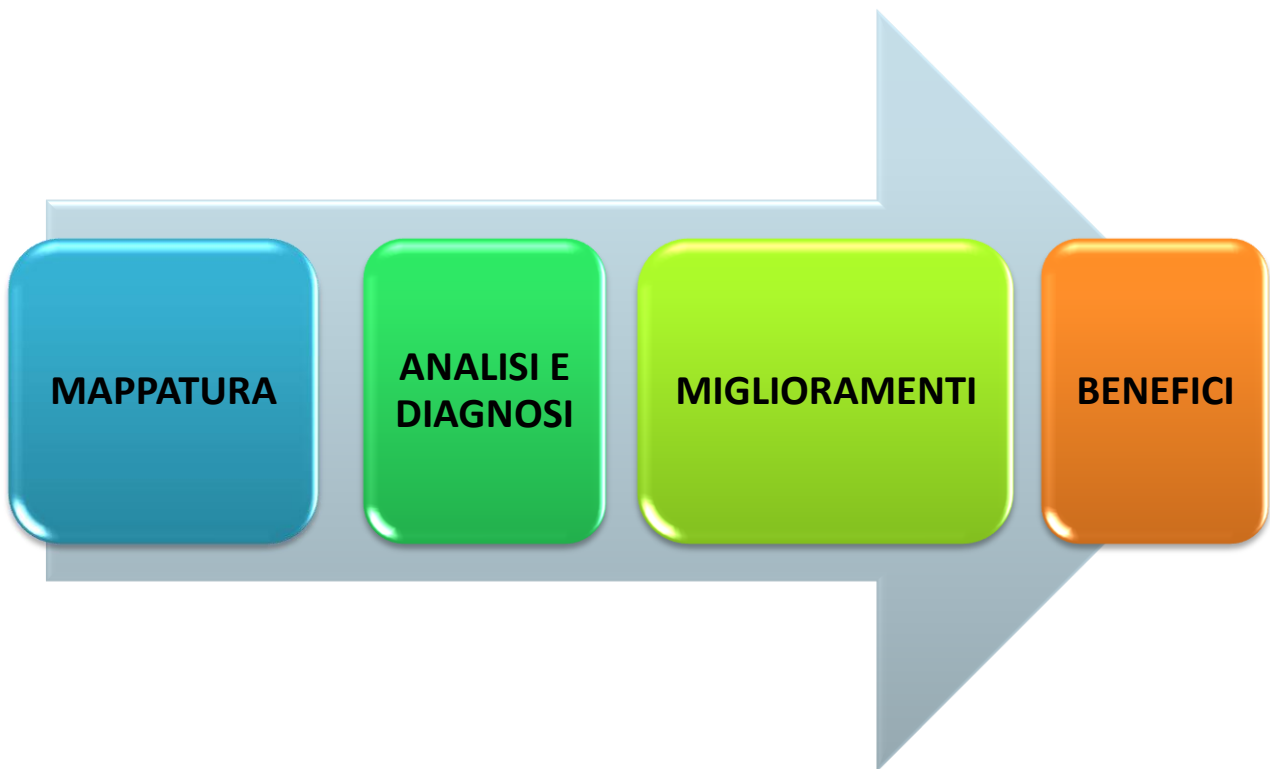 MAPPATURA
ANALISI E
DIAGNOSI
MIGLIORAMENTI
BENEFICI